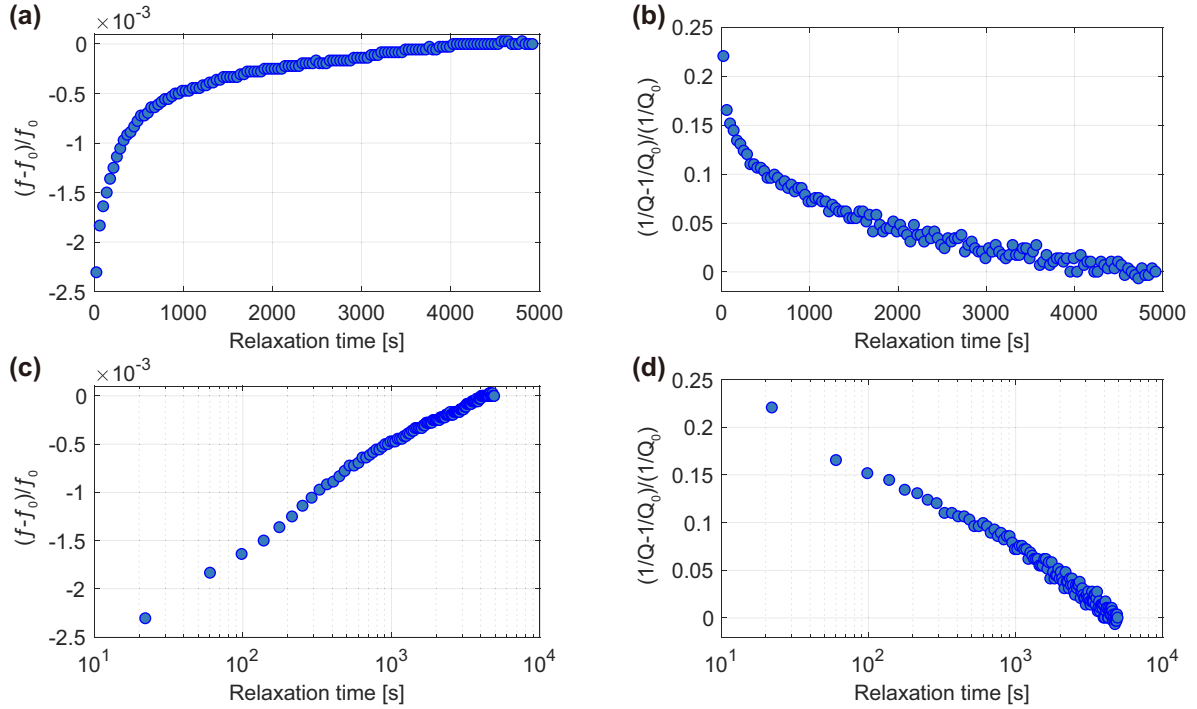 (a)
×10⁻³
0
-0.5
-1
-1.5
-2
-2.5
(f-f₀)/f₀
0 1000 2000 3000 4000 5000
Relaxation time [s]
(b)
0.25
0.2
0.15
0.1
0.05
0
(1/Q-1/Q₀)/(1/Q₀)
0 1000 2000 3000 4000 5000
Relaxation time [s]
(c)
×10⁻³
0
-0.5
-1
-1.5
-2
-2.5
(f-f₀)/f₀
10¹ 10² 10³ 10⁴
Relaxation time [s]
(d)
0.25
0.2
0.15
0.1
0.05
0
(1/Q-1/Q₀)/(1/Q₀)
10¹ 10² 10³ 10⁴
Relaxation time [s]